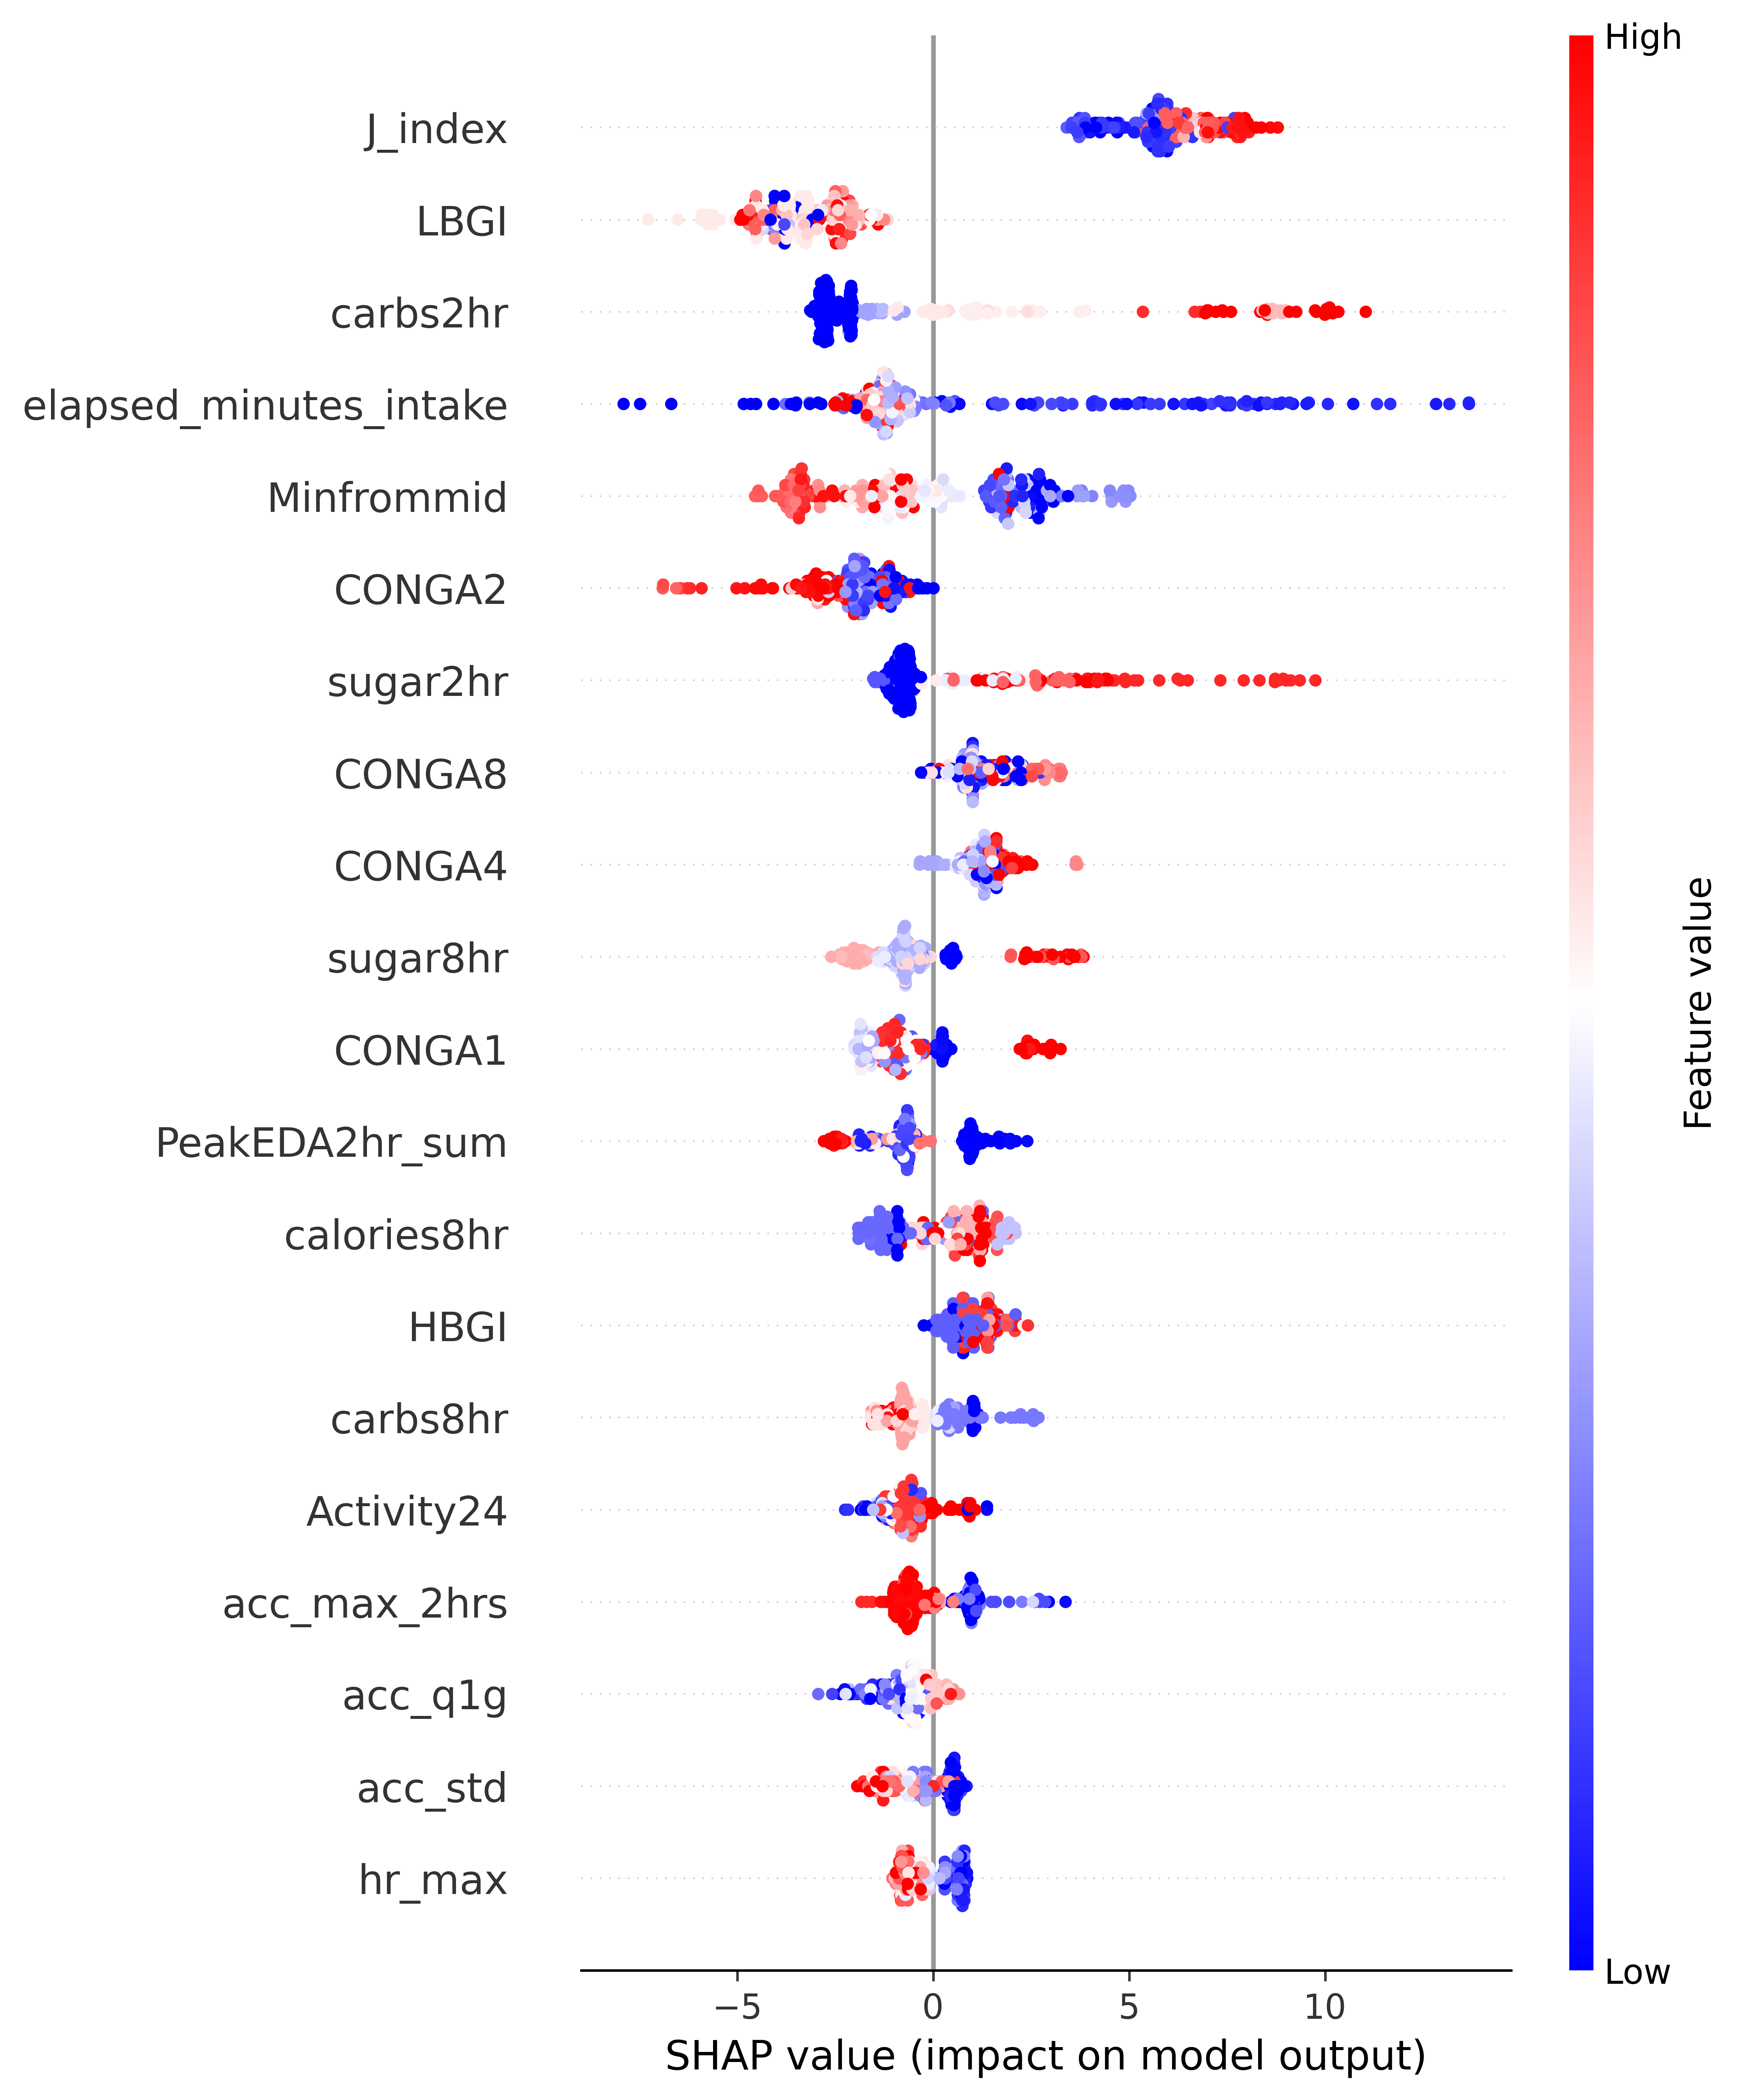 High
J_index
LBGI
carbs2hr
elapsed_minutes_intake
Minfrommid
CONGA2
sugar2hr
CONGA8
CONGA4
sugar8hr
CONGA1
PeakEDA2hr_sum
calories8hr
HBGI
carbs8hr
Activity24
acc_max_2hrs
acc_q1g
acc_std
hr_max
Feature value
Low
−5 0 5 10
SHAP value (impact on model output)